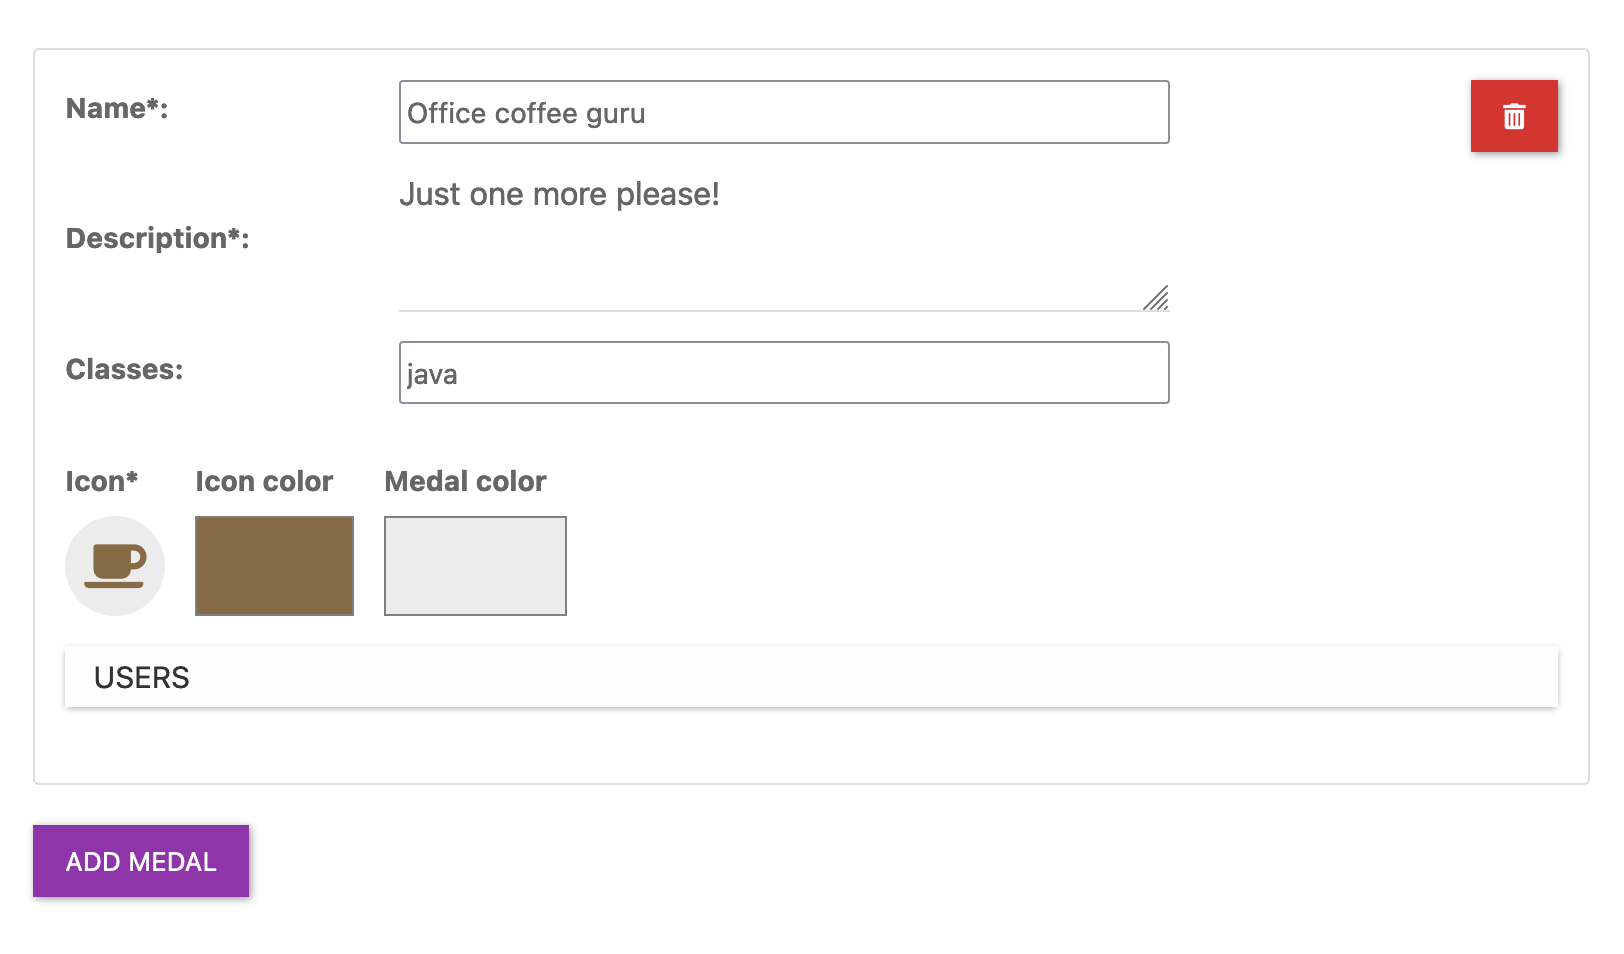 Name*:
Office coffee guru
Just one more please!
Description*:
Classes:
java
Icon*
Icon color
Medal color
USERS
ADD MEDAL